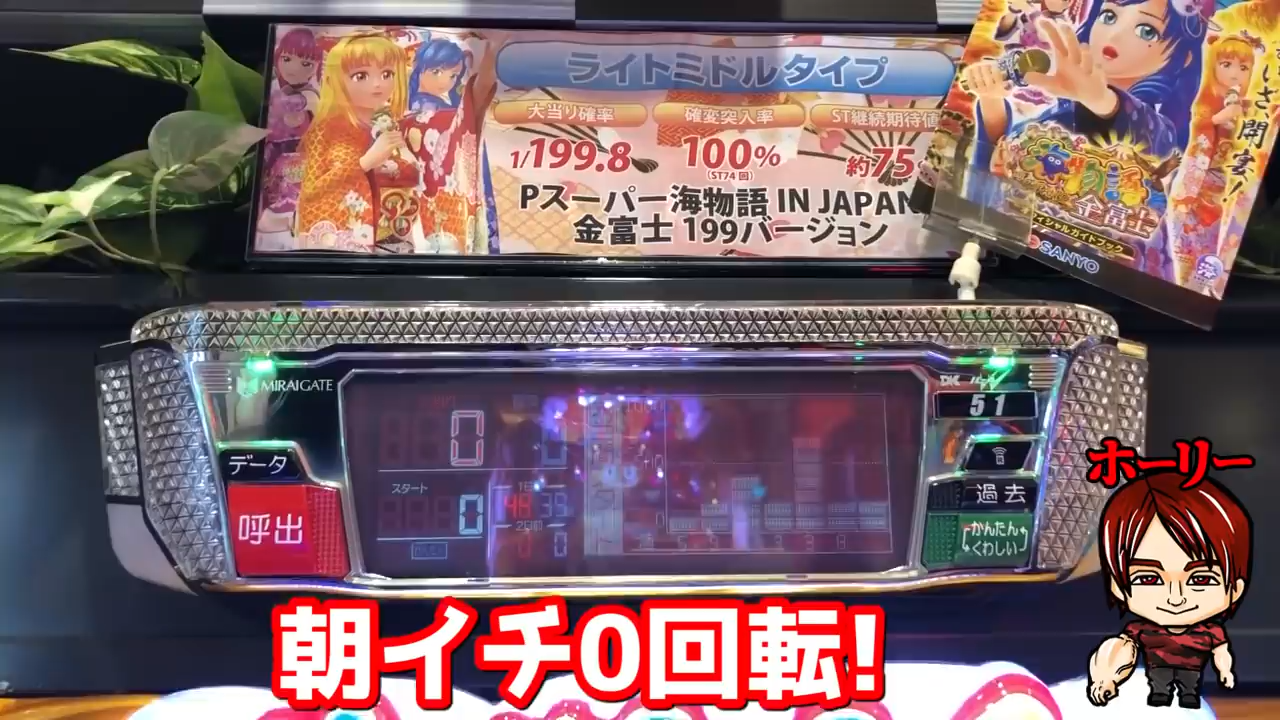 ライトミドルタイプ
大当り確率
確変突入率
ST継続期待値
1/199.8
100%
(ST74回)
約75
Pスーパー海物語 IN JAPAN
金富士 199バージョン
いざ、開宴!
金富士
SANYO
MIRAIGATE
51
0
データ
呼出
スタート
0
過去
かんたん
くわしい
ホーリー
朝イチ0回転!